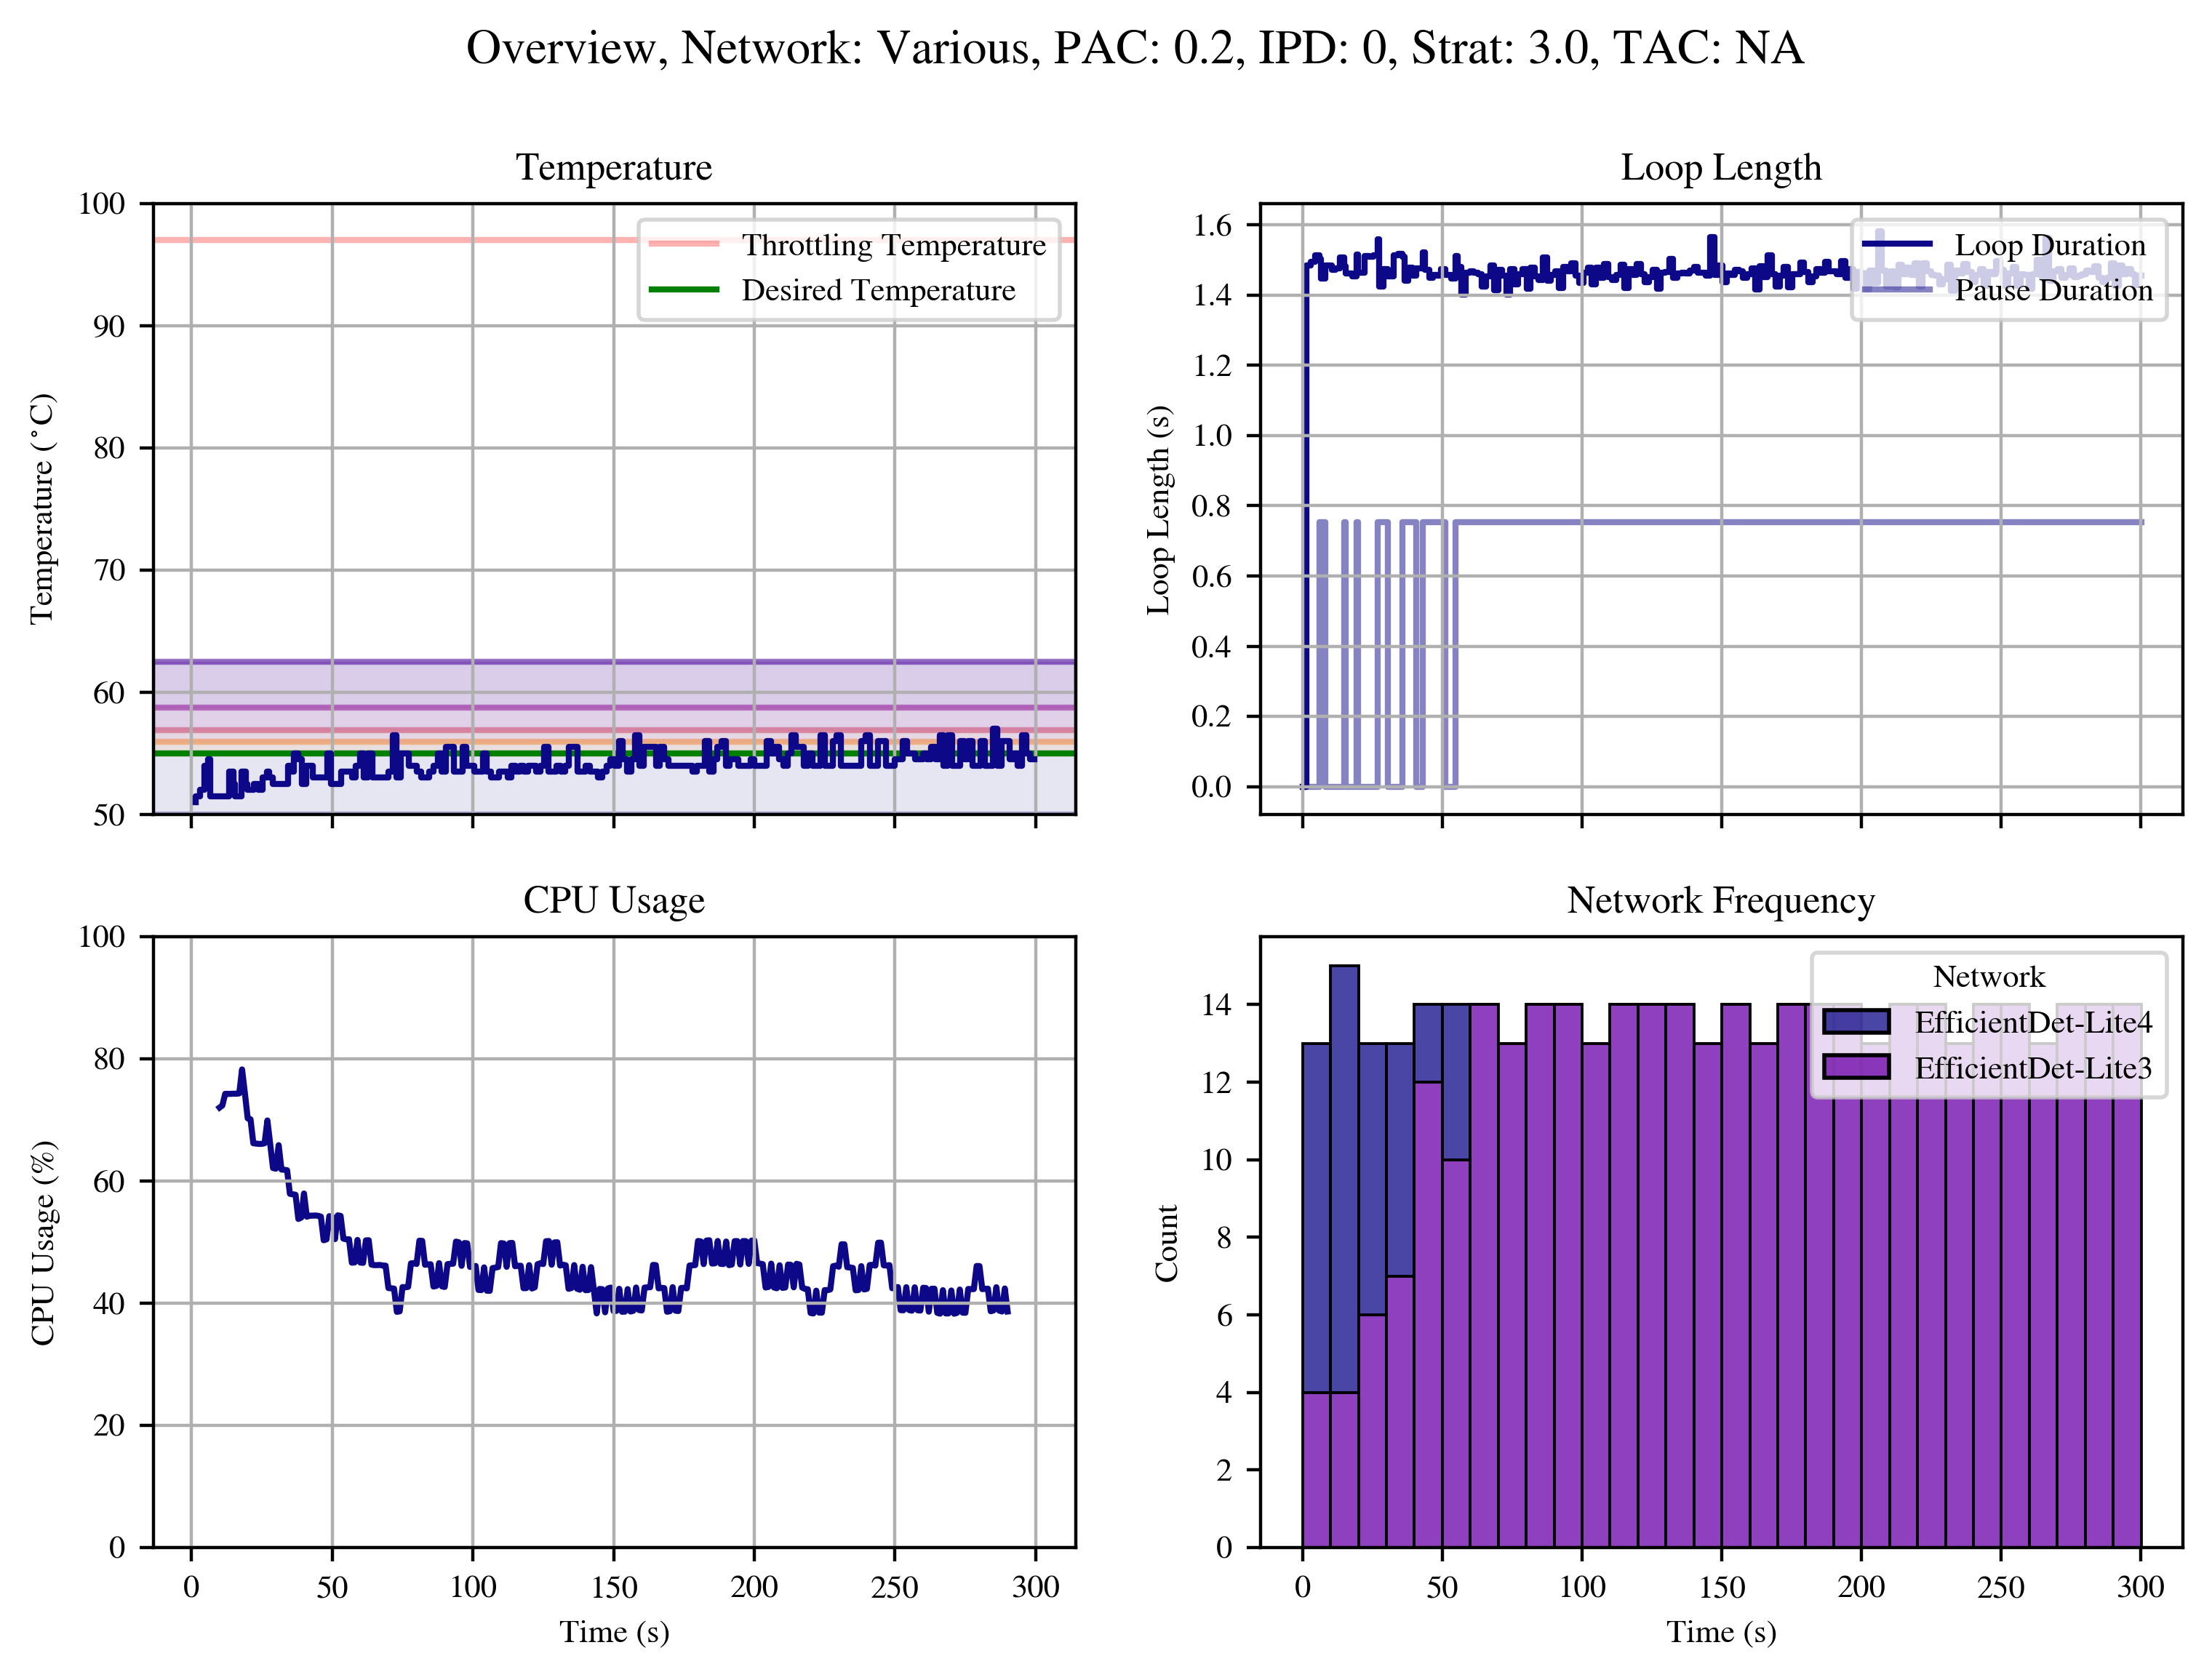 Overview, Network: Various, PAC: 0.2, IPD: 0, Strat: 3.0, TAC: NA
Temperature
100
90
80
70
60
50
Temperature (°C)
Throttling Temperature
Desired Temperature
Loop Length
1.6
1.4
1.2
1.0
0.8
0.6
0.4
0.2
0.0
Loop Length (s)
Loop Duration
Pause Duration
CPU Usage
100
80
60
40
20
0
CPU Usage (%)
0 50 100 150 200 250 300
Time (s)
Network Frequency
14
12
10
8
6
4
2
0
Count
Network
EfficientDet-Lite4
EfficientDet-Lite3
0 50 100 150 200 250 300
Time (s)